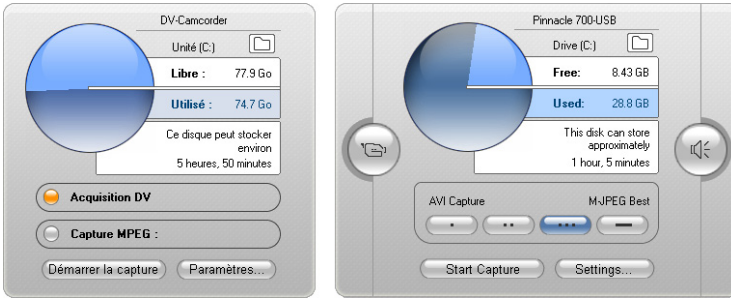 DV-Camcorder
Unité (C:)
Libre : 77.9 Go
Utilisé : 74.7 Go
Ce disque peut stocker
environ
5 heures, 50 minutes
Acquisition DV
Capture MPEG :
Démarrer la capture Paramètres...
Pinnacle 700-USB
Drive (C:)
Free: 8.43 GB
Used: 28.8 GB
This disk can store
approximately
1 hour, 5 minutes
AVI Capture M-JPEG Best
Start Capture Settings...